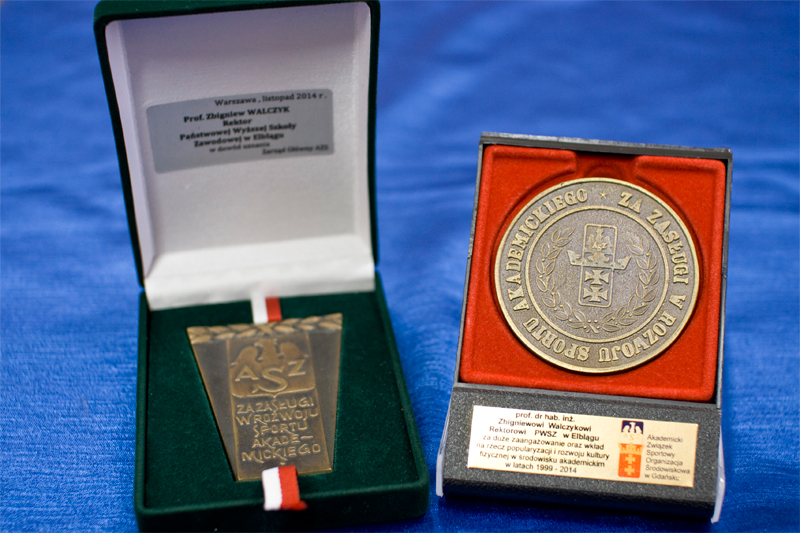 Warszawa , listopad 2014 r.
Prof. Zbigniew WALCZYK
Rektor
Państwowej Wyższej Szkoły
Zawodowej w Elblągu
w dowód uznania
Zarząd Główny AZS
AZS
ZA ZASŁUGI
W ROZWOJU
SPORTU
AKADE–
MICKIEGO
ZA ZASŁUGI W ROZWOJU SPORTU AKADEMICKIEGO
prof. dr hab. inż.
Zbigniewowi Walczykowi
Rektorowi PWSZ w Elblągu
za duże zaangażowanie oraz wkład
na rzecz popularyzacji i rozwoju kultury
fizycznej w środowisku akademickim
w latach 1999 - 2014
Akademicki
Związek
Sportowy
Organizacja
Środowiskowa
w Gdańsku